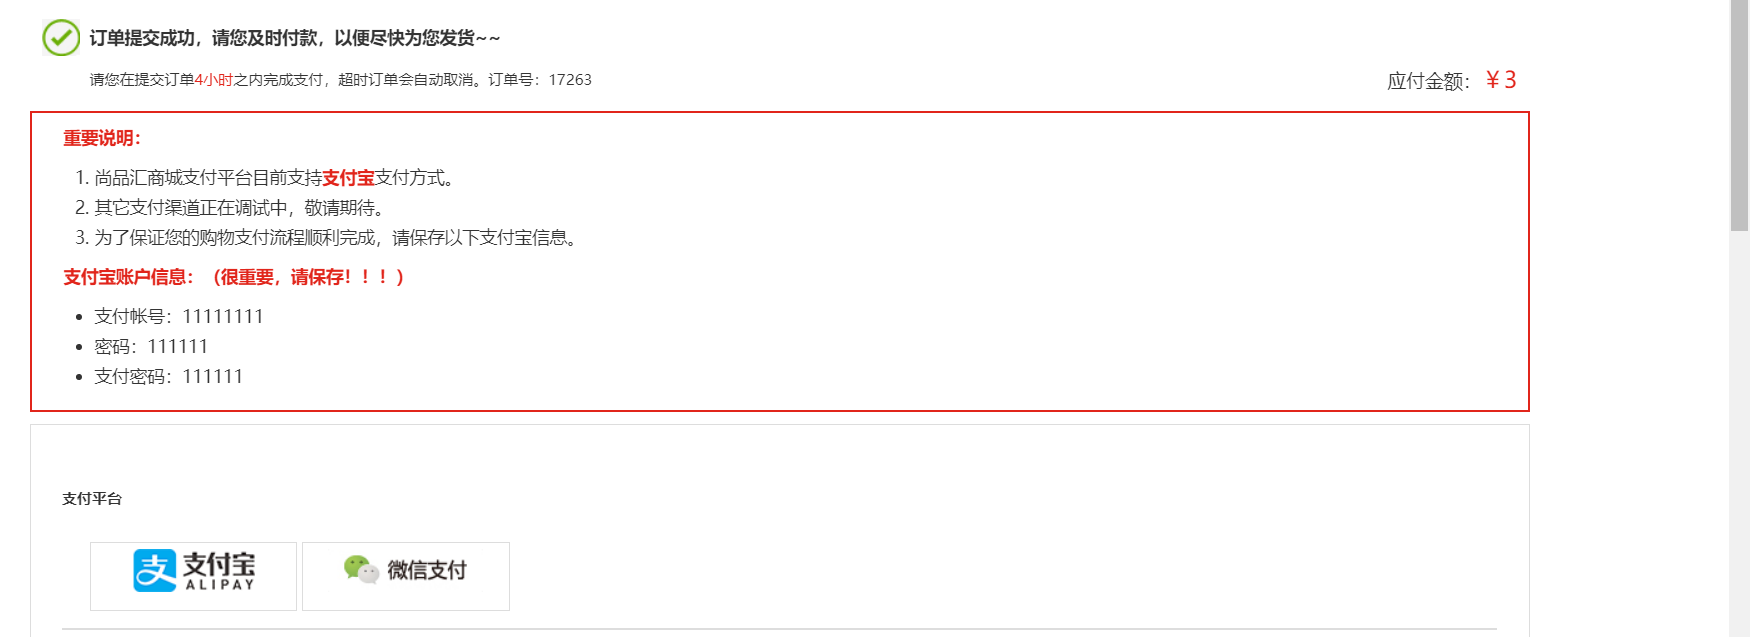 订单提交成功，请您及时付款，以便尽快为您发货~~
请您在提交订单4小时之内完成支付，超时订单会自动取消。订单号：17263
应付金额：￥3
重要说明：
1. 尚品汇商城支付平台目前支持支付宝支付方式。
2. 其它支付渠道正在调试中，敬请期待。
3. 为了保证您的购物支付流程顺利完成，请保存以下支付宝信息。
支付宝账户信息：（很重要，请保存！！！）
• 支付帐号：11111111
• 密码：111111
• 支付密码：111111
支付平台
支 支付宝
ALIPAY
微信支付